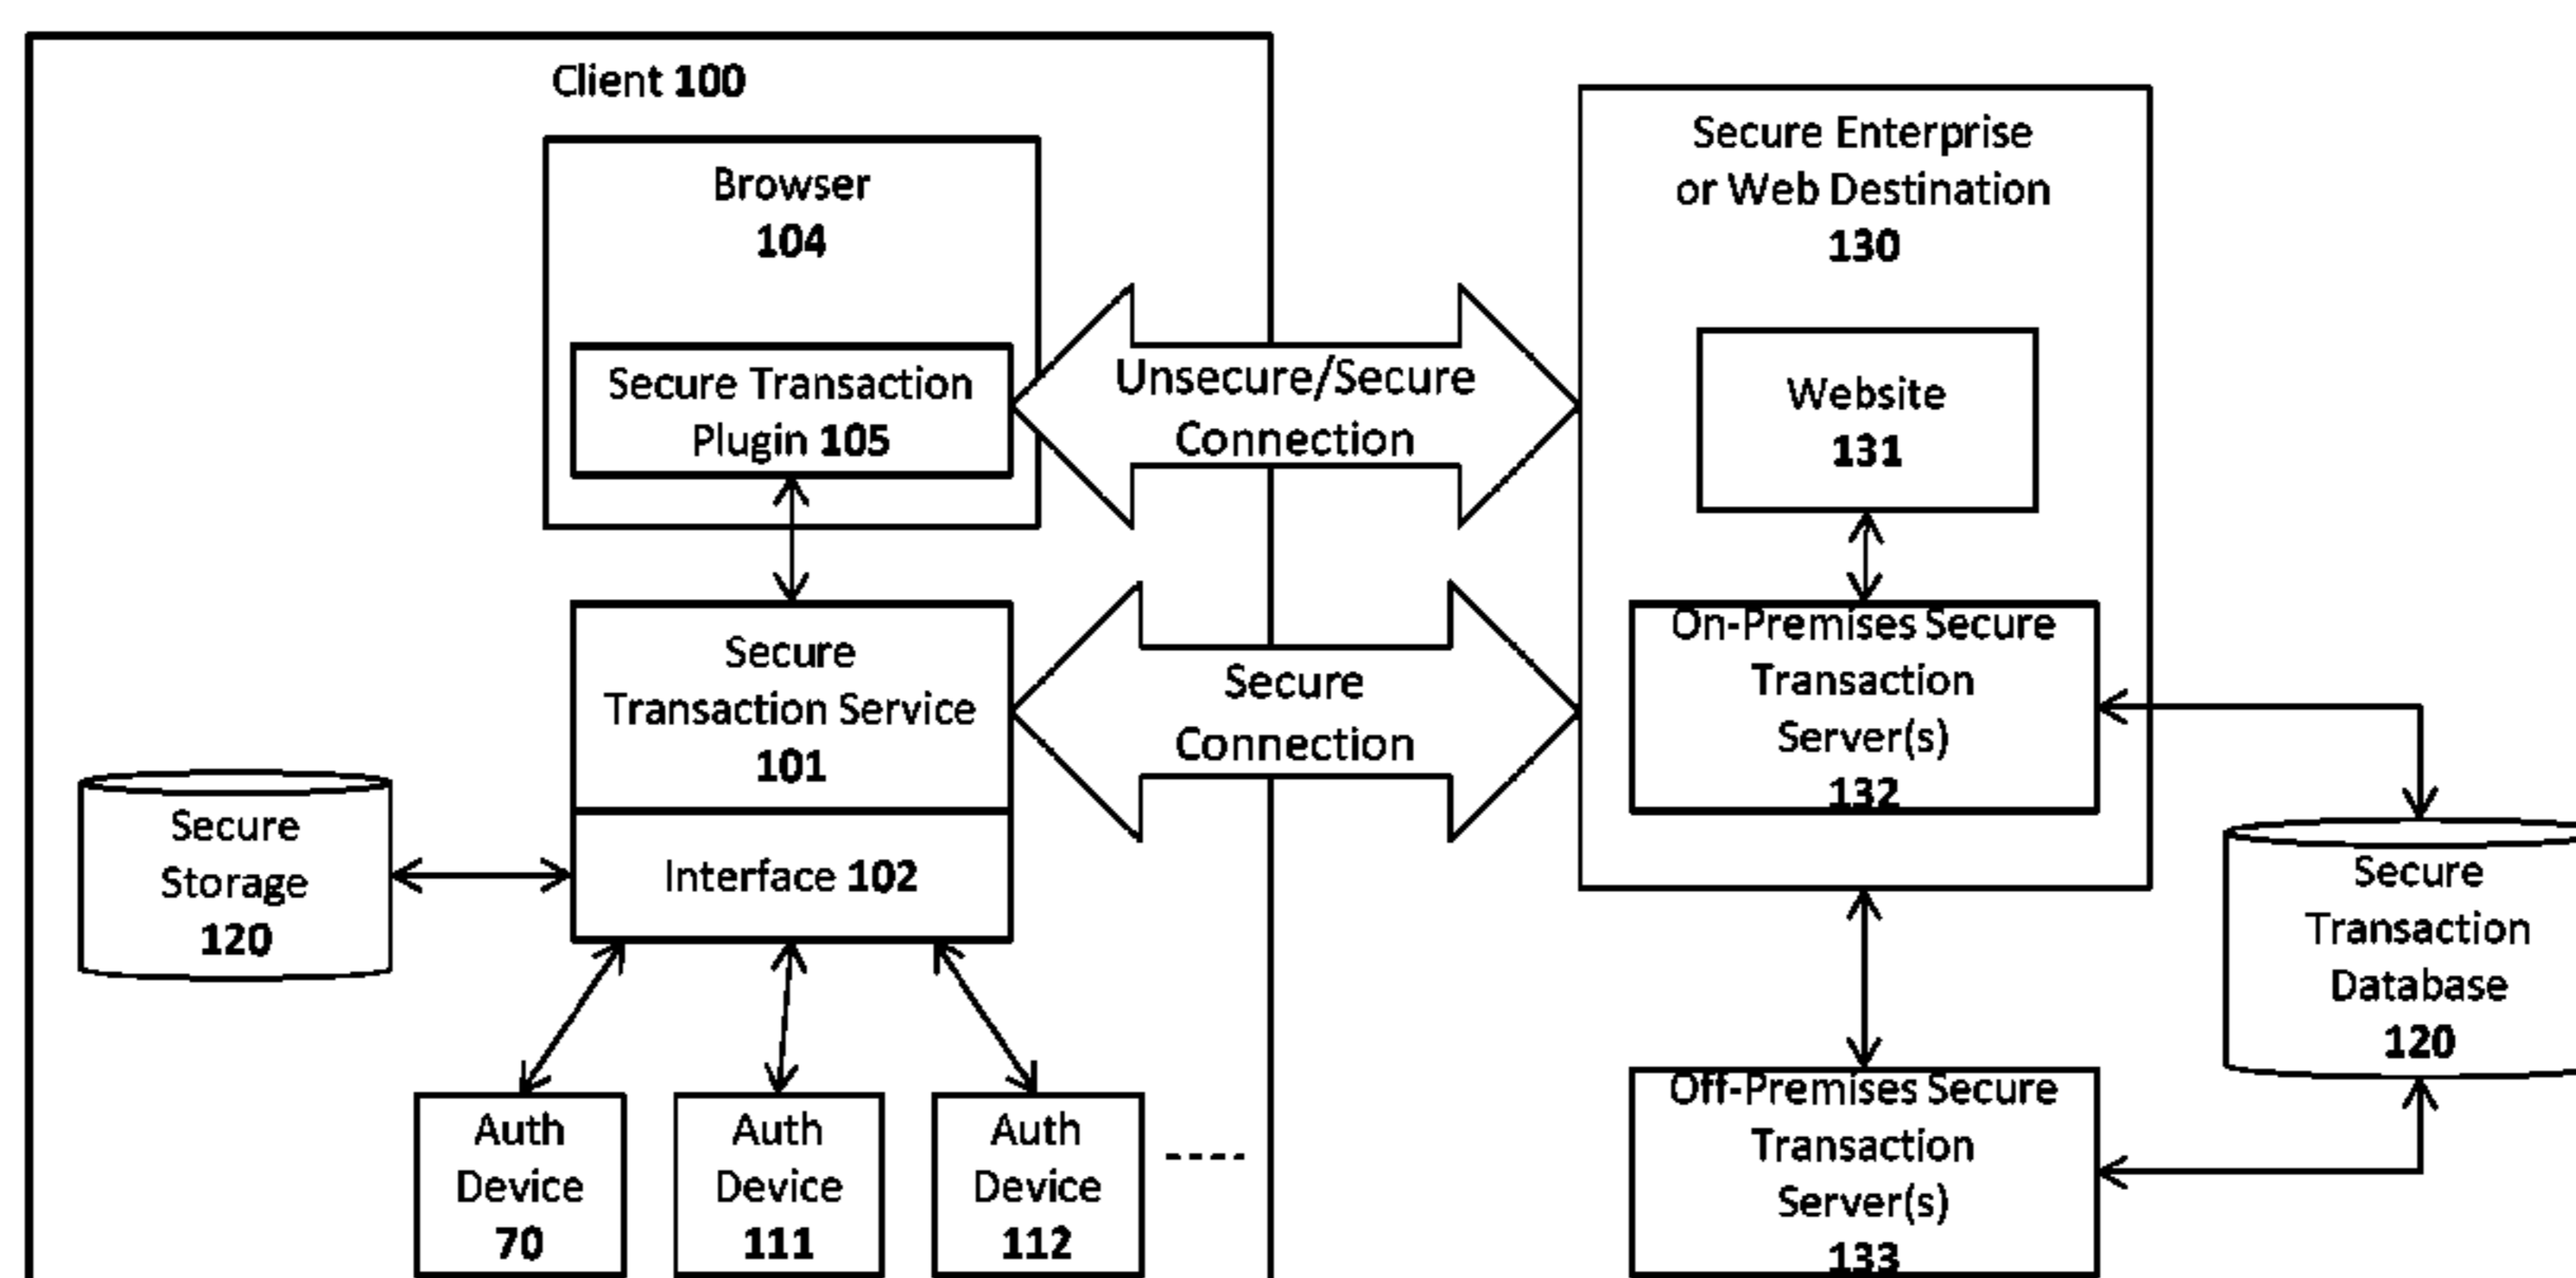 Client 100
Browser
104
Secure Transaction
Plugin 105
Unsecure/Secure
Connection
Secure Enterprise
or Web Destination
130
Website
131
Secure
Transaction Service
101
Interface 102
Secure
Connection
On-Premises Secure
Transaction
Server(s)
132
Secure
Storage
120
Secure
Transaction
Database
120
Auth
Device
70
Auth
Device
111
Auth
Device
112
----
Off-Premises Secure
Transaction
Server(s)
133